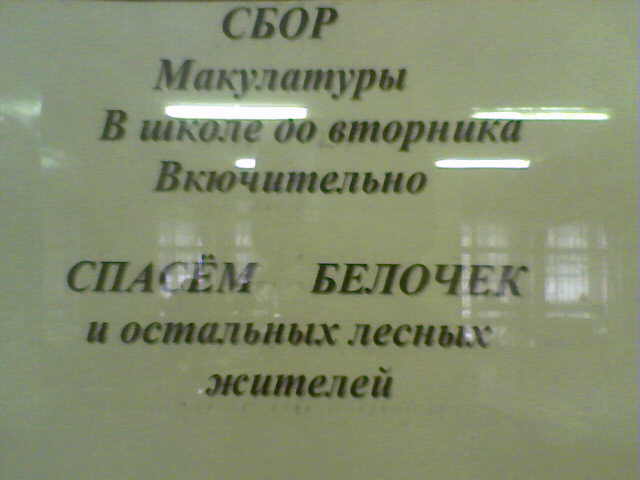 СБОР
Макулатуры
В школе до вторника
Вкючительно
СПАСЁМ БЕЛОЧЕК
и остальных лесных
жителей